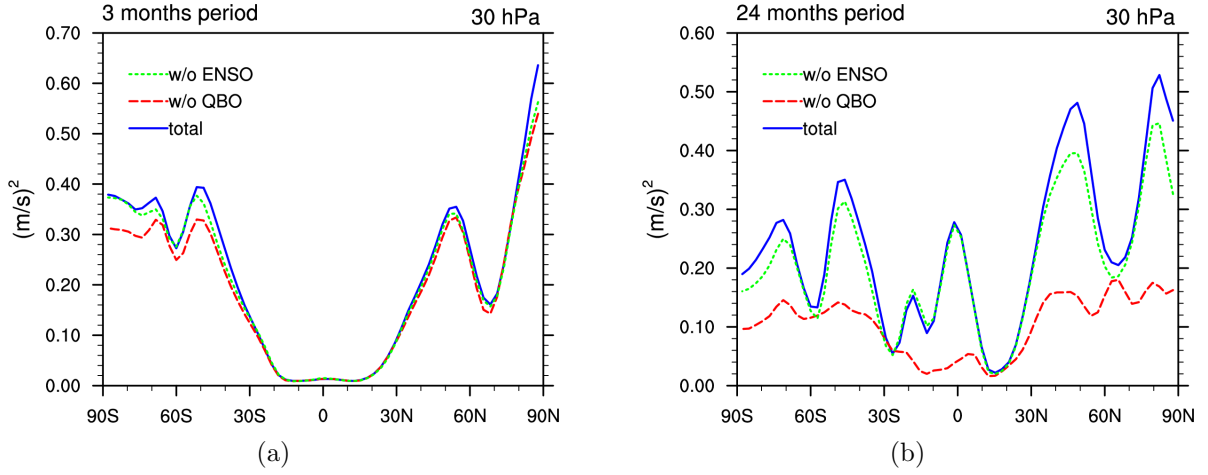 3 months period 30 hPa
0.70
0.60
0.50
0.40
0.30
0.20
0.10
0.00
(m/s)²
w/o ENSO
w/o QBO
total
90S 60S 30S 0 30N 60N 90N
(a)
24 months period 30 hPa
0.60
0.50
0.40
0.30
0.20
0.10
0.00
(m/s)²
w/o ENSO
w/o QBO
total
90S 60S 30S 0 30N 60N 90N
(b)